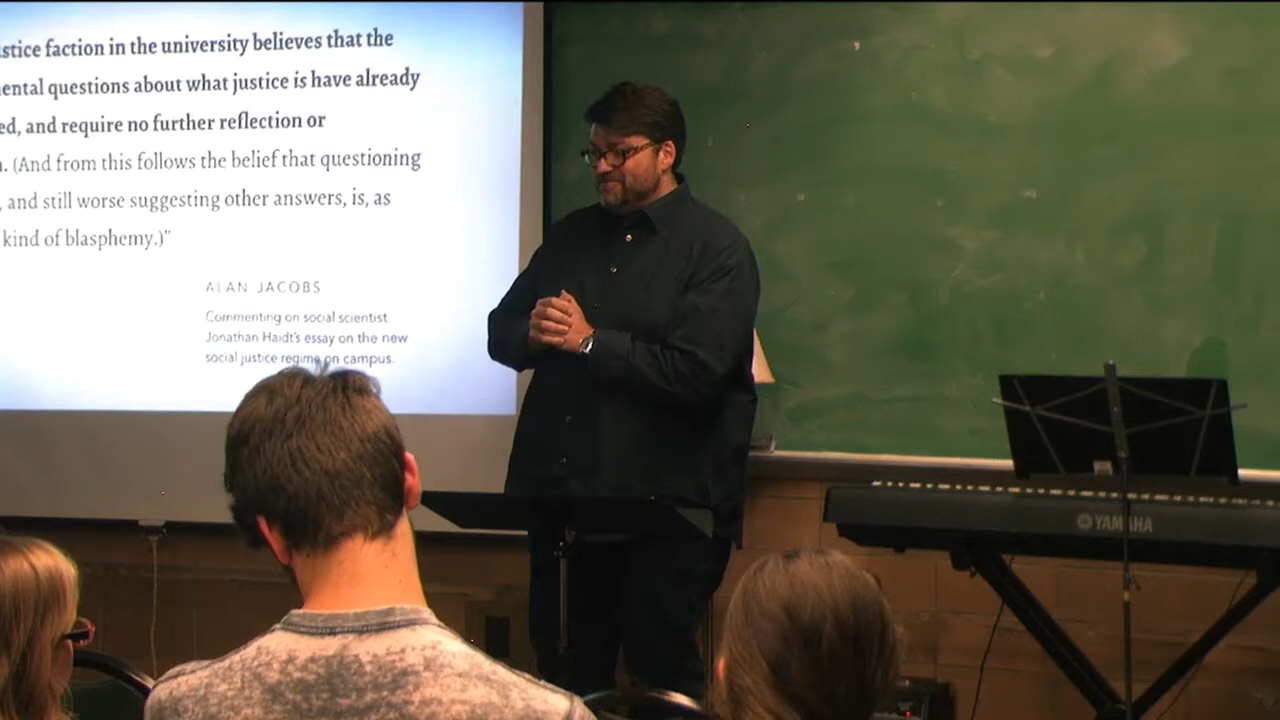 stice faction in the university believes that the
ental questions about what justice is have already
ed, and require no further reflection or
. (And from this follows the belief that questioning
, and still worse suggesting other answers, is, as
kind of blasphemy.)”
ALAN JACOBS
Commenting on social scientist
Jonathan Haidt's essay on the new
social justice regime on campus.
YAMAHA